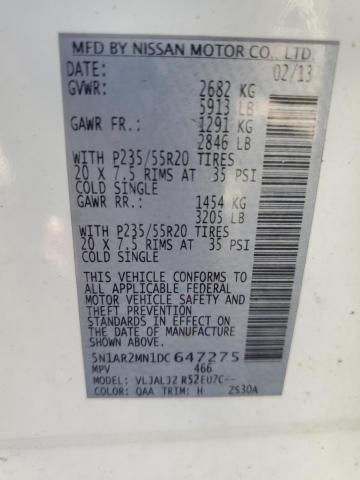 MFD BY NISSAN MOTOR CO., LTD.
DATE: 02/13
GVWR: 2682 KG
5913 LB
GAWR FR.: 1291 KG
2846 LB
WITH P235/55R20 TIRES
20 X 7.5 RIMS AT 35 PSI
COLD SINGLE
GAWR RR.: 1454 KG
3205 LB
WITH P235/55R20 TIRES
20 X 7.5 RIMS AT 35 PSI
COLD SINGLE
THIS VEHICLE CONFORMS TO
ALL APPLICABLE FEDERAL
MOTOR VEHICLE SAFETY
AND THEFT PREVENTION
STANDARDS IN EFFECT ON
THE DATE OF MANUFACTURE
SHOWN ABOVE.
5N1AR2MN1DC647275
MPV 466
MODEL: VLJALJZ R52EU7C--
COLOR: QAA TRIM: H ZS30A